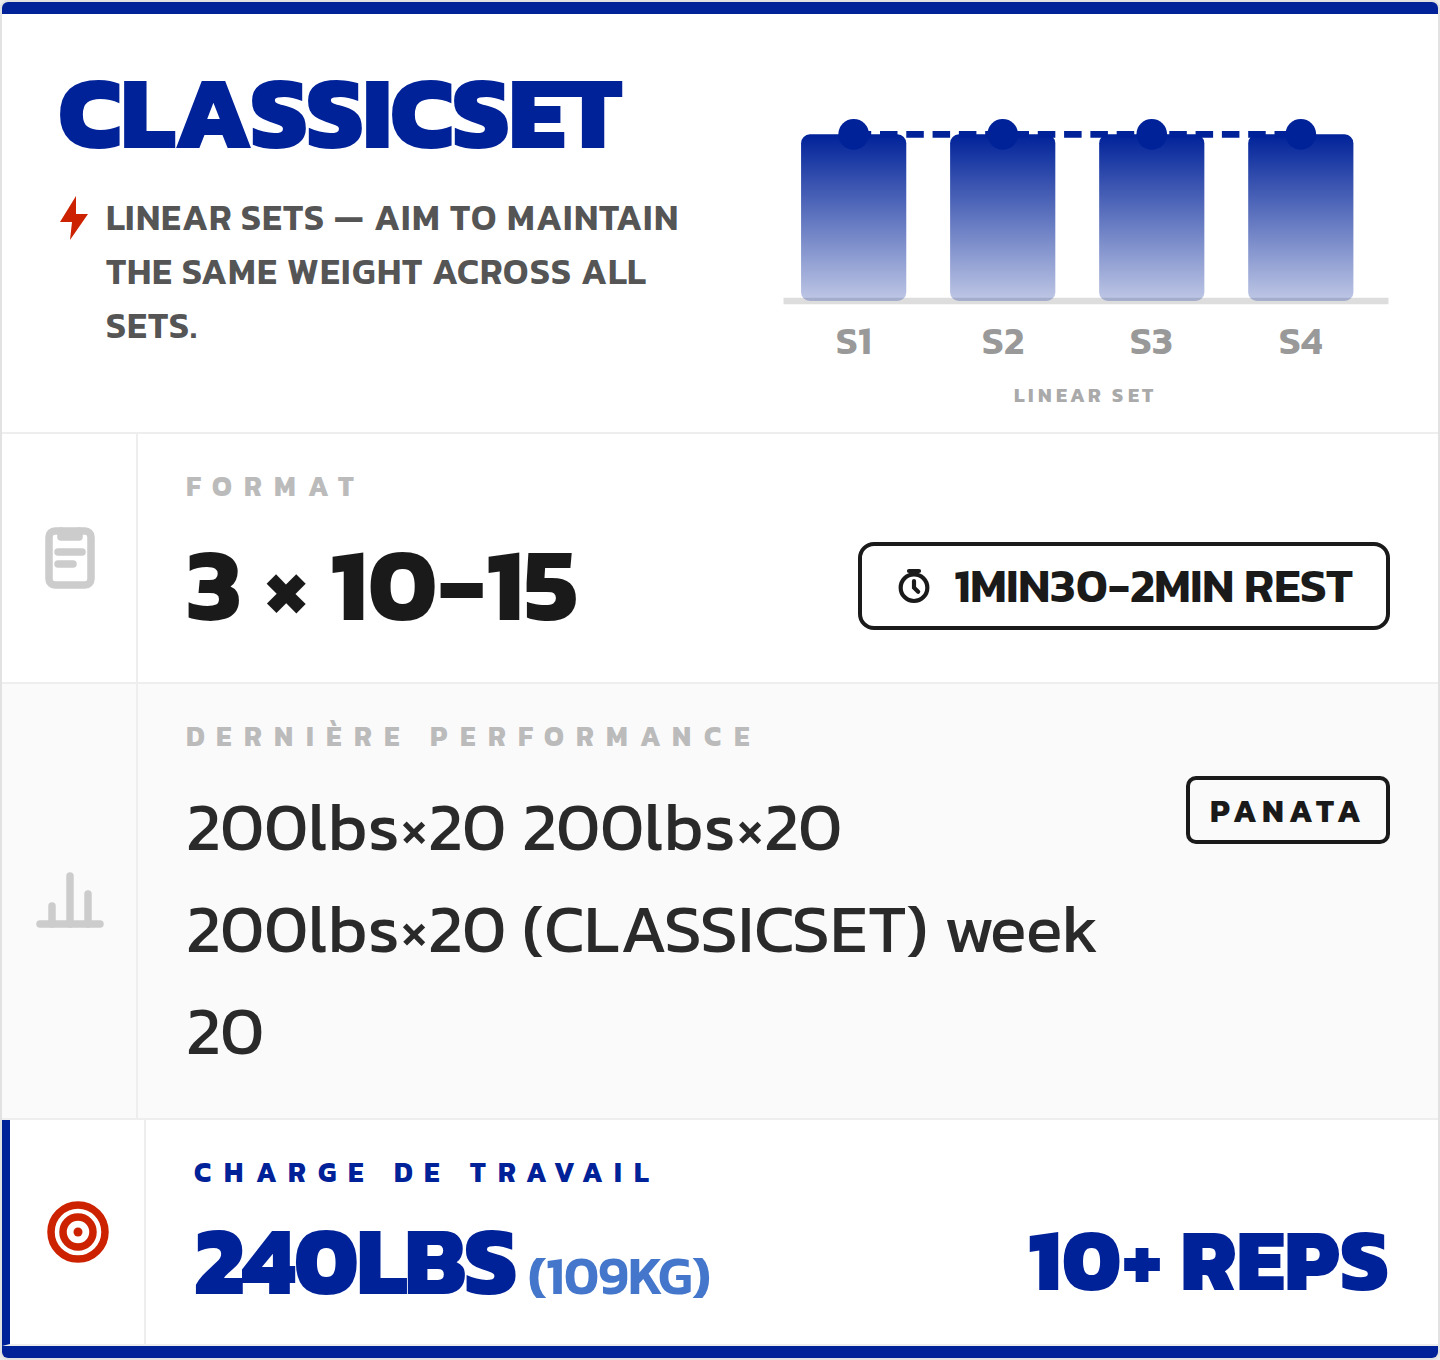 CLASSICSET
LINEAR SETS — AIM TO MAINTAIN
THE SAME WEIGHT ACROSS ALL
SETS.
S1 S2 S3 S4
LINEAR SET
FORMAT
3 × 10–15
1MIN30–2MIN REST
DERNIÈRE PERFORMANCE
200lbs×20 200lbs×20
PANATA
200lbs×20 (CLASSICSET) week
20
CHARGE DE TRAVAIL
240LBS (109KG)
10+ REPS